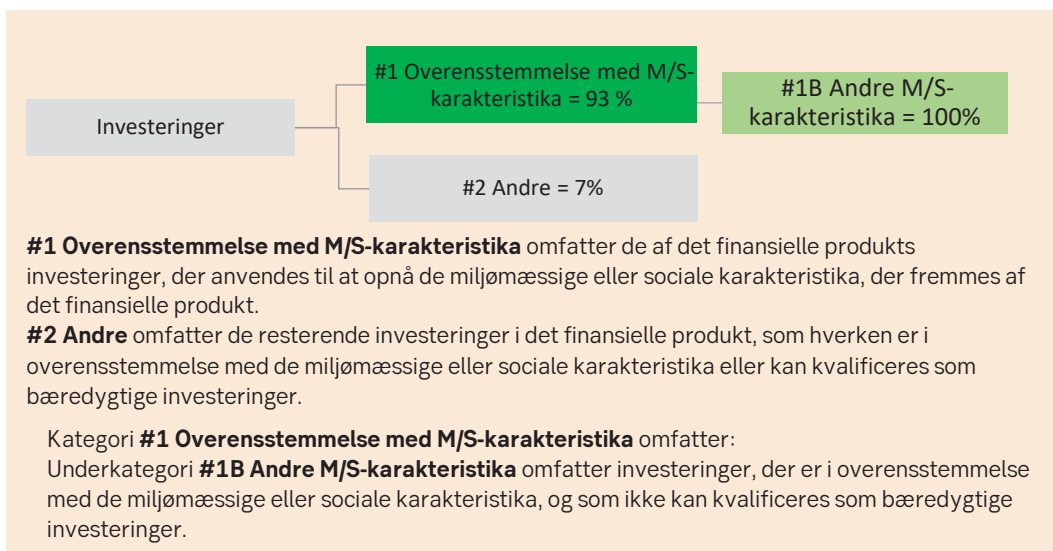 #1 Overensstemmelse med M/S-
karakteristika = 93 %
#1B Andre M/S-
karakteristika = 100%
Investeringer
#2 Andre = 7%
#1 Overensstemmelse med M/S-karakteristika omfatter de af det finansielle produkts
investeringer, der anvendes til at opnå de miljømæssige eller sociale karakteristika, der fremmes af
det finansielle produkt.
#2 Andre omfatter de resterende investeringer i det finansielle produkt, som hverken er i
overensstemmelse med de miljømæssige eller sociale karakteristika eller kan kvalificeres som
bæredygtige investeringer.
Kategori #1 Overensstemmelse med M/S-karakteristika omfatter:
Underkategori #1B Andre M/S-karakteristika omfatter investeringer, der er i overensstemmelse
med de miljømæssige eller sociale karakteristika, og som ikke kan kvalificeres som bæredygtige
investeringer.